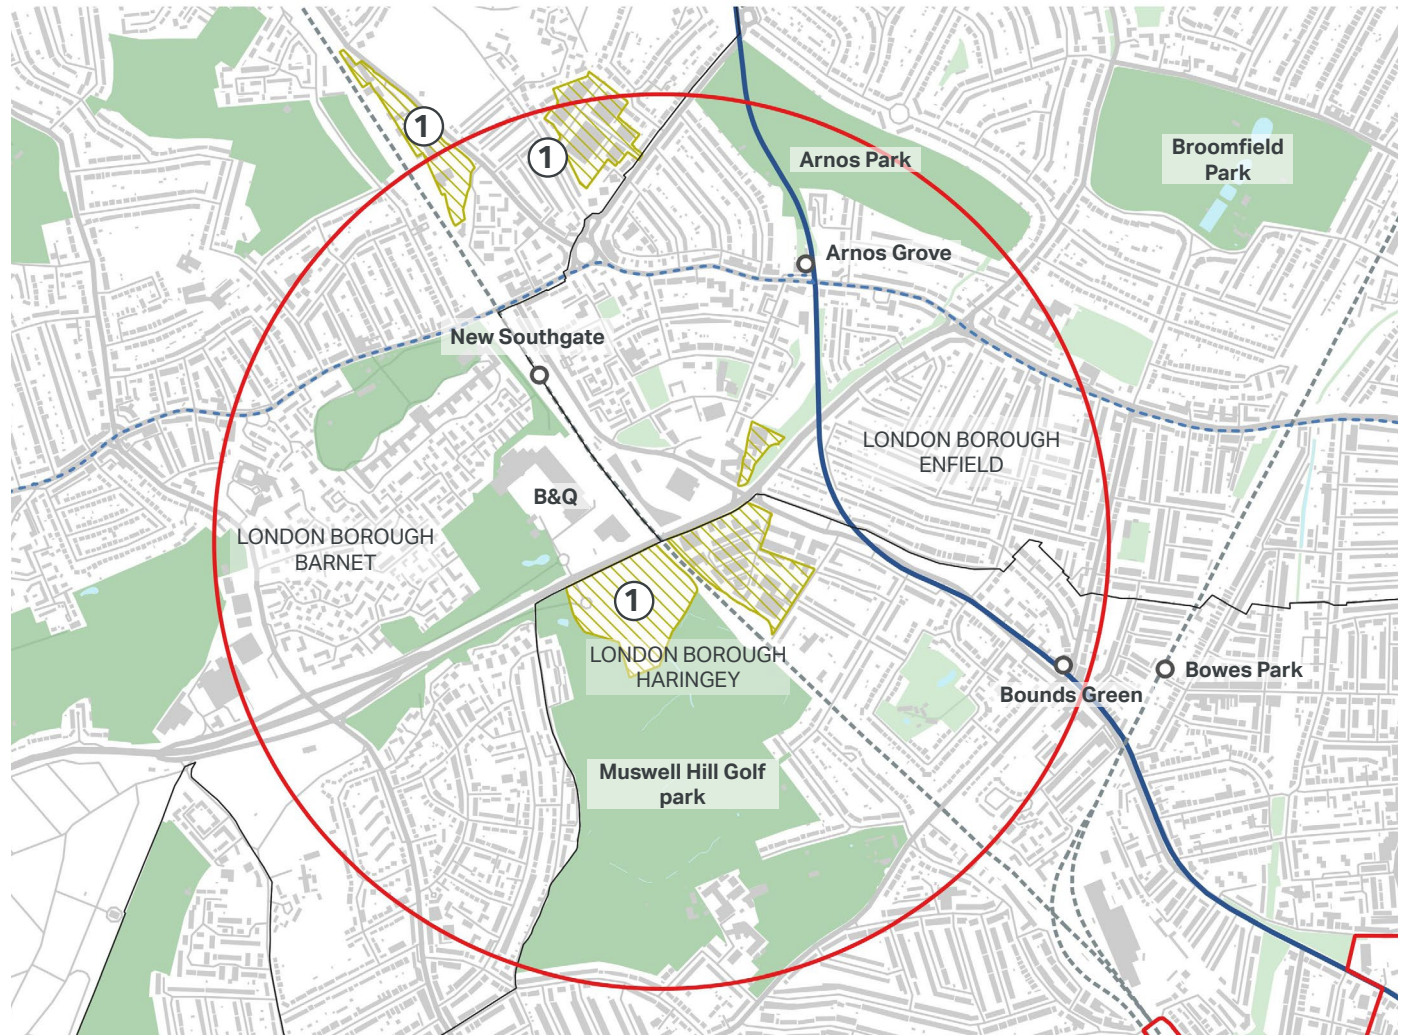 1
1
Arnos Park
Broomfield
Park
Arnos Grove
New Southgate
LONDON BOROUGH
ENFIELD
B&Q
LONDON BOROUGH
BARNET
1
LONDON BOROUGH
HARINGEY
Bowes Park
Bounds Green
Muswell Hill Golf
park